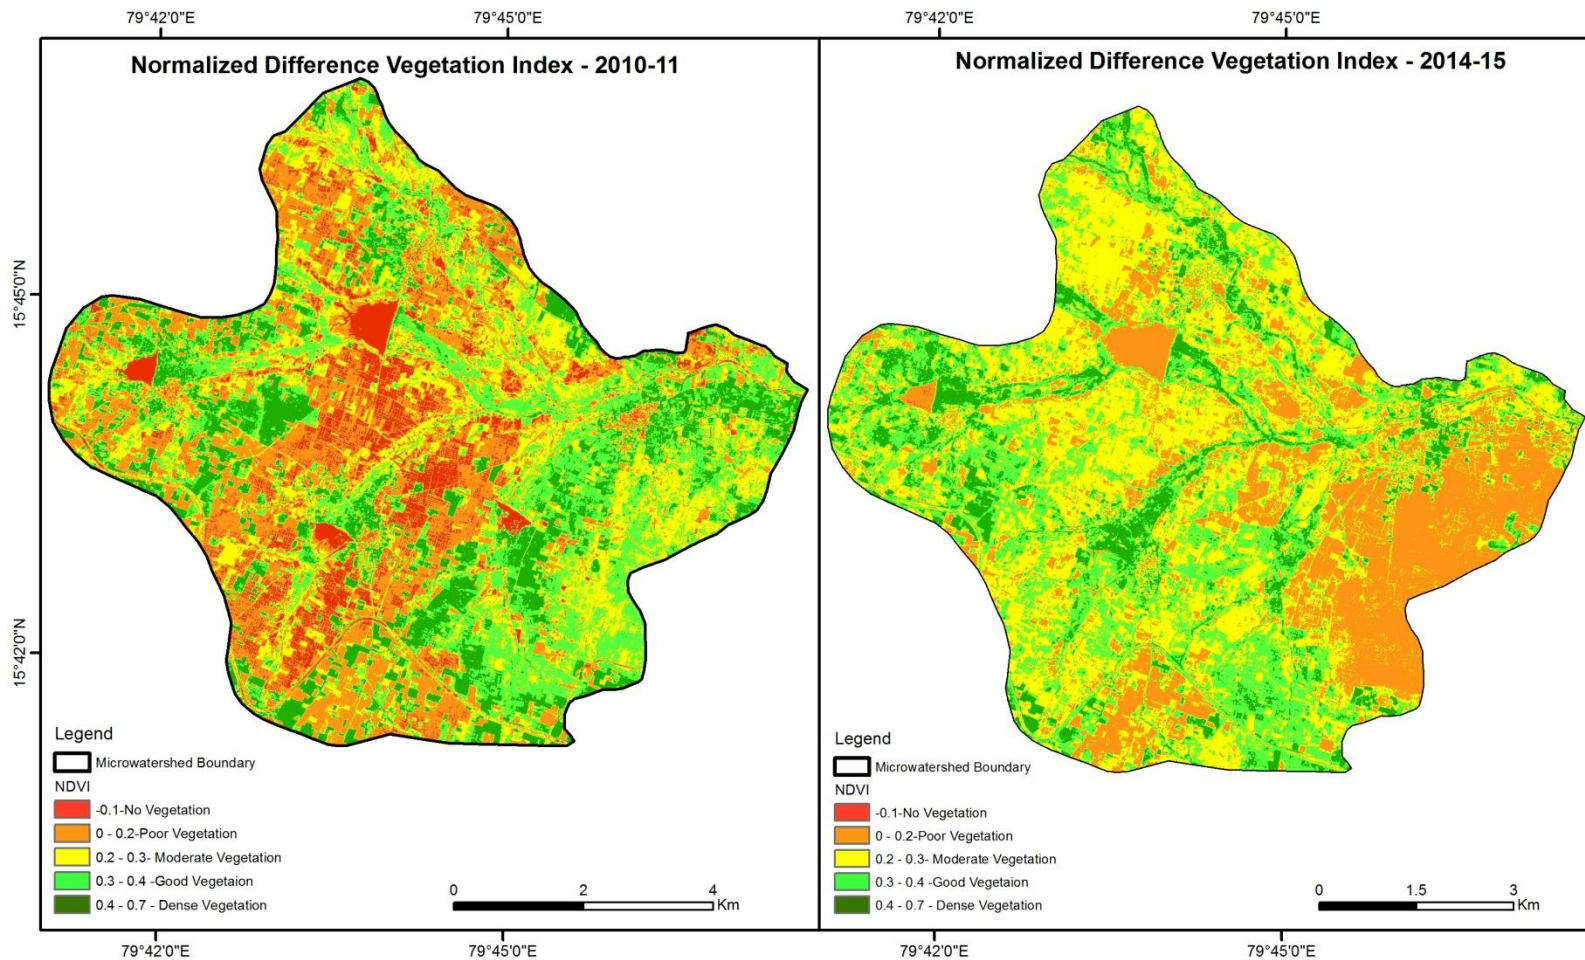 79°42'0"E 79°45'0"E 79°42'0"E 79°45'0"E
Normalized Difference Vegetation Index - 2010-11
15°45'0"N
15°42'0"N
Legend
Microwatershed Boundary
NDVI
-0.1-No Vegetation
0 - 0.2-Poor Vegetation
0.2 - 0.3- Moderate Vegetation
0.3 - 0.4 -Good Vegetaion
0.4 - 0.7 - Dense Vegetation
0 2 4
Km
Normalized Difference Vegetation Index - 2014-15
Legend
Microwatershed Boundary
NDVI
-0.1-No Vegetation
0 - 0.2-Poor Vegetation
0.2 - 0.3- Moderate Vegetation
0.3 - 0.4 -Good Vegetaion
0.4 - 0.7 - Dense Vegetation
0 1.5 3
Km
79°42'0"E 79°45'0"E 79°42'0"E 79°45'0"E